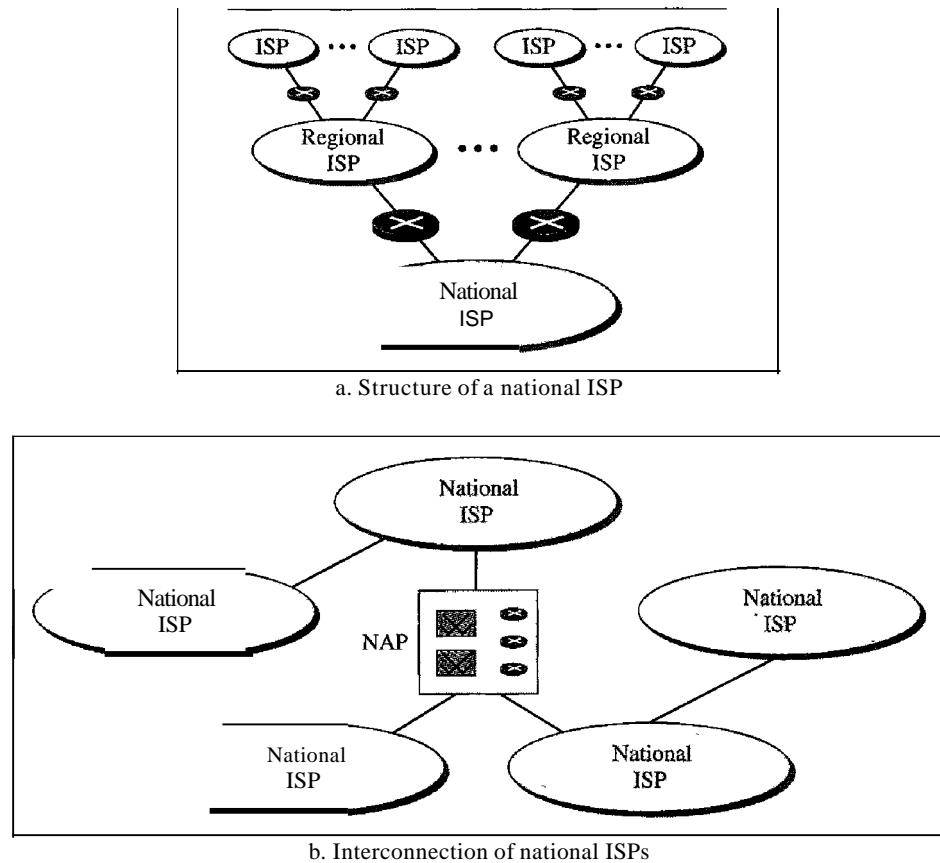 ISP ••• ISP ISP ••• ISP
Regional
ISP
•••
Regional
ISP
National
ISP
a. Structure of a national ISP
National
ISP
National
ISP
NAP
National
ISP
National
ISP
National
ISP
b. Interconnection of national ISPs